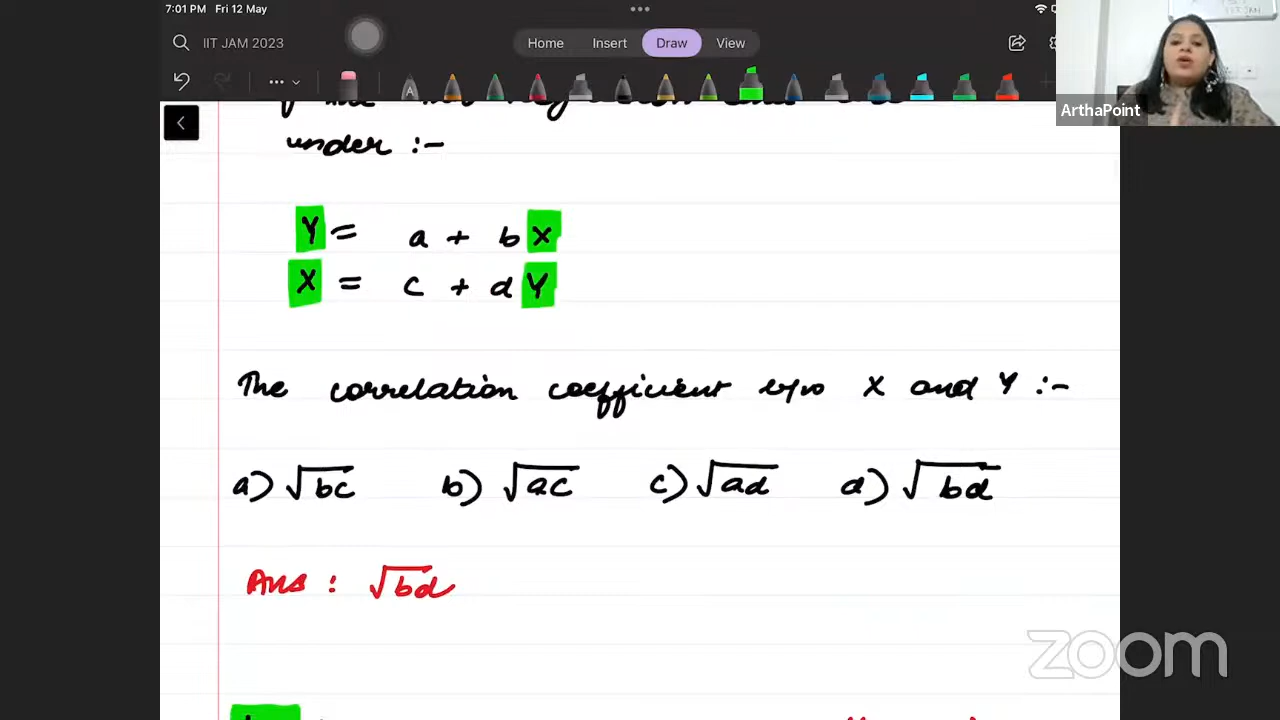 7:01 PM Fri 12 May
IIT JAM 2023
Home Insert Draw View
A
ArthaPoint
under :-
Y = a + b X
X = c + d Y
The correlation coefficient b/w X and Y :-
a) √bc b) √ac c) √ad d) √bd
Ans : √bd
zoom